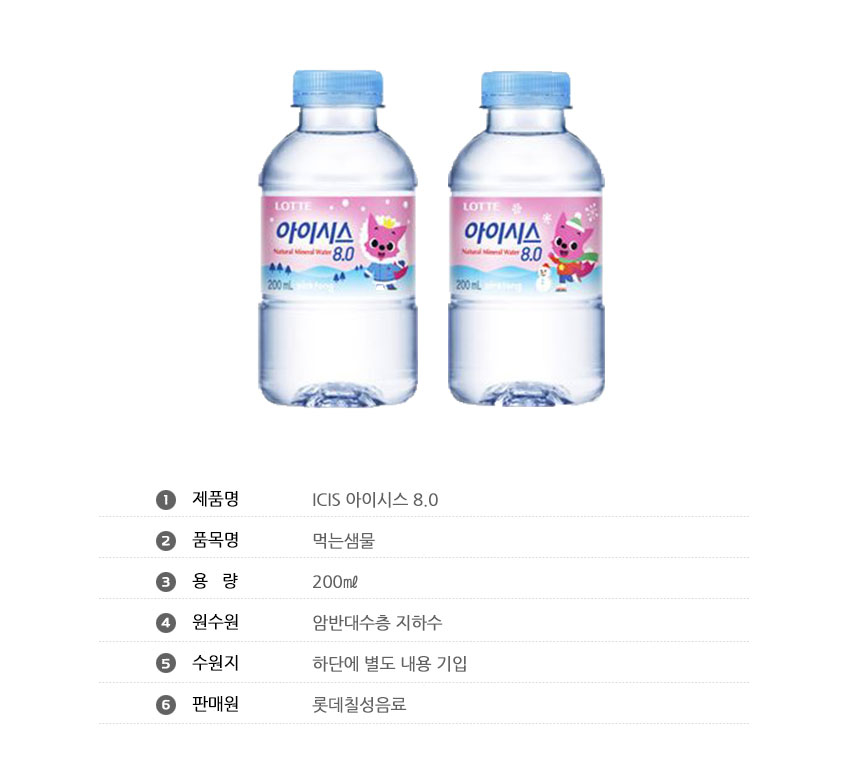 LOTTE
아이시스
Natural Mineral Water 8.0
200 mL pinkfong
LOTTE
아이시스
Natural Mineral Water 8.0
200 mL pinkfong
1 제품명 ICIS 아이시스 8.0
2 품목명 먹는샘물
3 용 량 200㎖
4 원수원 암반대수층 지하수
5 수원지 하단에 별도 내용 기입
6 판매원 롯데칠성음료